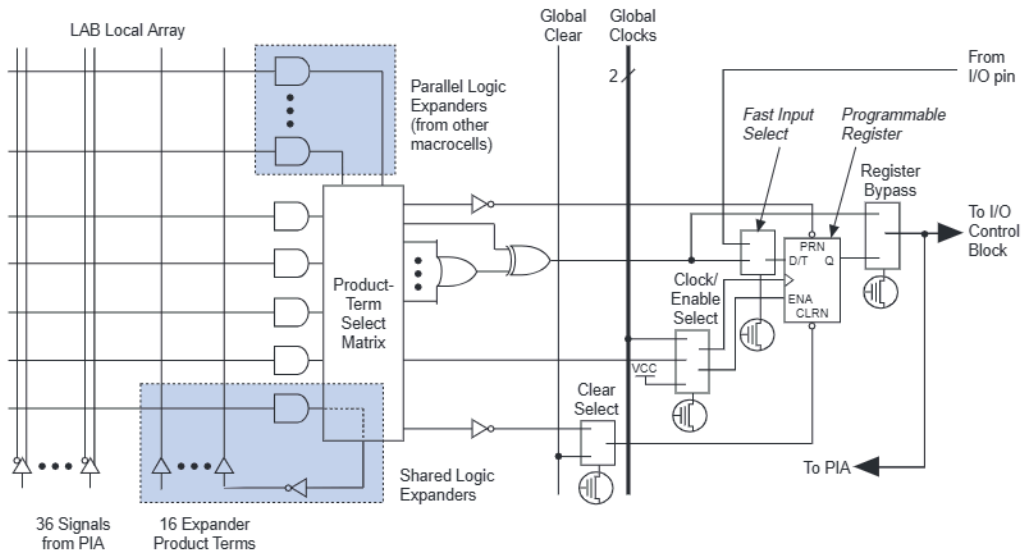 LAB Local Array
Global
Clear
Global
Clocks
2
From
I/O pin
Parallel Logic
Expanders
(from other
macrocells)
Fast Input
Select
Programmable
Register
Register
Bypass
To I/O
Control
Block
PRN
D/T
Q
ENA
CLRN
Product-
Term
Select
Matrix
Clock/
Enable
Select
VCC
Clear
Select
To PIA
Shared Logic
Expanders
36 Signals
from PIA
16 Expander
Product Terms